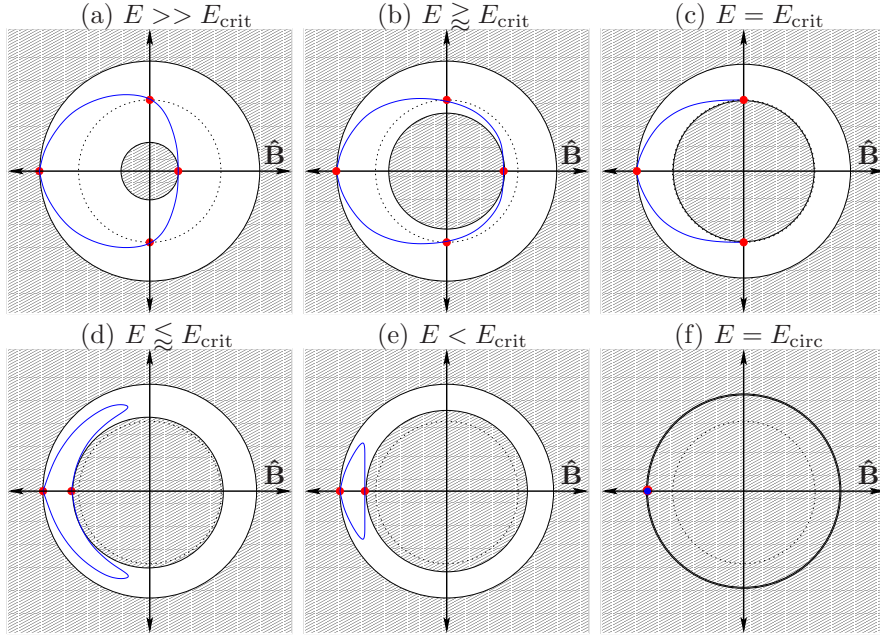 (a) E >> E_crit
(b) E ⪆ E_crit
(c) E = E_crit
B̂
B̂
B̂
(d) E ⪅ E_crit
(e) E < E_crit
(f) E = E_circ
B̂
B̂
B̂